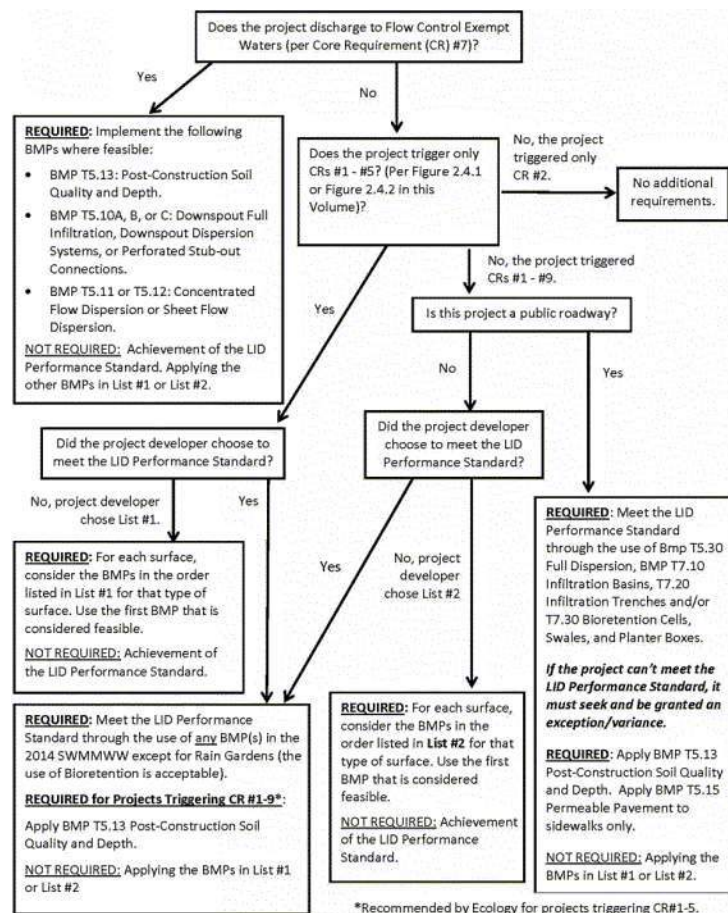 Does the project discharge to Flow Control Exempt
Waters (per Core Requirement (CR) #7)?
Yes
No
REQUIRED: Implement the following
BMPs where feasible:
• BMP T5.13: Post-Construction Soil
Quality and Depth.
• BMP T5.10A, B, or C: Downspout Full
Infiltration, Downspout Dispersion
Systems, or Perforated Stub-out
Connections.
• BMP T5.11 or T5.12: Concentrated
Flow Dispersion or Sheet Flow
Dispersion.
NOT REQUIRED: Achievement of the LID
Performance Standard. Applying the
other BMPs in List #1 or List #2.
Does the project trigger only
CRs #1 - #5? (Per Figure 2.4.1
or Figure 2.4.2 in this
Volume)?
No, the project
triggered only
CR #2.
No additional
requirements.
No, the project triggered
CRs #1 - #9.
Yes
Is this project a public roadway?
No
Yes
Did the project developer choose to
meet the LID Performance Standard?
Did the project developer
choose to meet the LID
Performance Standard?
No, project developer
chose List #1.
Yes
REQUIRED: For each surface,
consider the BMPs in the order
listed in List #1 for that type of
surface. Use the first BMP that is
considered feasible.
NOT REQUIRED: Achievement of
the LID Performance Standard.
Yes
No, project
developer
chose List #2
REQUIRED: Meet the LID
Performance Standard
through the use of Bmp T5.30
Full Dispersion, BMP T7.10
Infiltration Basins, T7.20
Infiltration Trenches and/or
T7.30 Bioretention Cells,
Swales, and Planter Boxes.
If the project can't meet the
LID Performance Standard, it
must seek and be granted an
exception/variance.
REQUIRED: Apply BMP T5.13
Post-Construction Soil Quality
and Depth. Apply BMP T5.15
Permeable Pavement to
sidewalks only.
NOT REQUIRED: Applying the
BMPs in List #1 or List #2.
REQUIRED: Meet the LID Performance
Standard through the use of any BMP(s) in the
2014 SWMMWW except for Rain Gardens (the
use of Bioretention is acceptable).
REQUIRED for Projects Triggering CR #1-9*:
Apply BMP T5.13 Post-Construction Soil
Quality and Depth.
NOT REQUIRED: Applying the BMPs in List #1
or List #2
REQUIRED: For each surface,
consider the BMPs in the
order listed in List #2 for that
type of surface. Use the first
BMP that is considered
feasible.
NOT REQUIRED: Achievement
of the LID Performance
Standard.
*Recommended by Ecology for projects triggering CR#1-5.